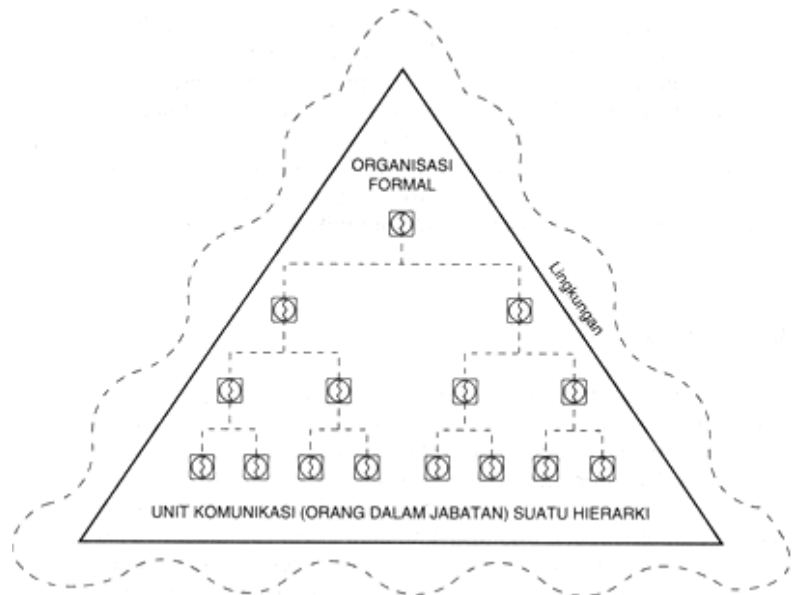 ORGANISASI
FORMAL
Lingkungan
UNIT KOMUNIKASI (ORANG DALAM JABATAN) SUATU HIERARKI